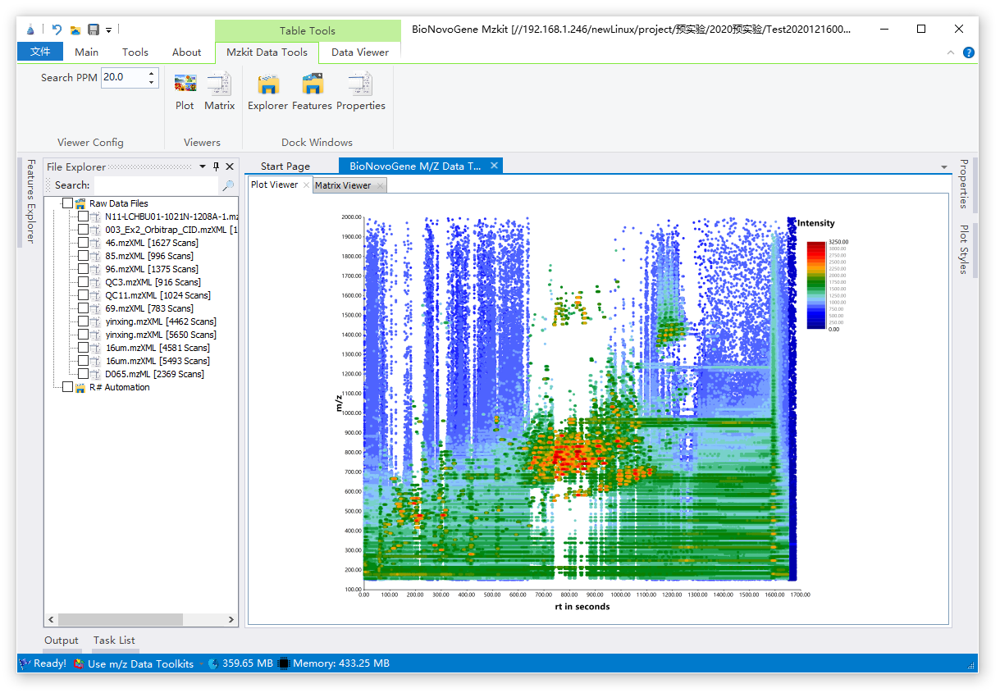 Table Tools
BioNovoGene Mzkit [//192.168.1.246/newLinux/project/预实验/2020预实验/Test2020121600...
文件 Main Tools About Mzkit Data Tools Data Viewer
Search PPM 20.0
Plot Matrix Explorer Features Properties
Viewer Config Viewers Dock Windows
Features Explorer
File Explorer
Search:
Raw Data Files
N11-LCHBU01-1021N-1208A-1.mz
003_Ex2_Orbitrap_CID.mzXML [1
46.mzXML [1627 Scans]
85.mzXML [996 Scans]
96.mzXML [1375 Scans]
QC3.mzXML [916 Scans]
QC11.mzXML [1024 Scans]
69.mzXML [783 Scans]
yinxing.mzXML [4462 Scans]
yinxing.mzXML [5650 Scans]
16um.mzXML [4581 Scans]
16um.mzXML [5493 Scans]
D065.mzML [2369 Scans]
R# Automation
Output Task List
Start Page BioNovoGene M/Z Data T...
Plot Viewer Matrix Viewer
m/z
2000.00
1900.00
1800.00
1700.00
1600.00
1500.00
1400.00
1300.00
1200.00
1100.00
1000.00
900.00
800.00
700.00
600.00
500.00
400.00
300.00
200.00
100.00
0.00 100.00 200.00 300.00 400.00 500.00 600.00 700.00 800.00 900.00 1000.00 1100.00 1200.00 1300.00 1400.00 1500.00 1600.00 1700.00
rt in seconds
Intensity
3250.00
3000.00
2750.00
2500.00
2250.00
2000.00
1750.00
1500.00
1250.00
1000.00
750.00
500.00
250.00
0.00
Properties
Plot Styles
Ready! Use m/z Data Toolkits 359.65 MB Memory: 433.25 MB